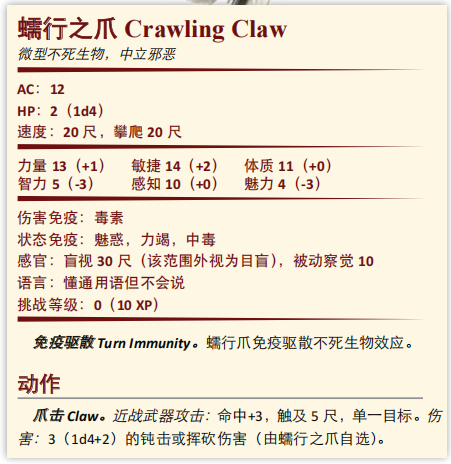 蠕行之爪 Crawling Claw
微型不死生物，中立邪恶
AC：12
HP：2（1d4）
速度：20 尺，攀爬 20 尺
力量 13（+1） 敏捷 14（+2） 体质 11（+0）
智力 5（-3） 感知 10（+0） 魅力 4（-3）
伤害免疫：毒素
状态免疫：魅惑，力竭，中毒
感官：盲视 30 尺（该范围外视为目盲），被动察觉 10
语言：懂通用语但不会说
挑战等级：0（10 XP）
免疫驱散 Turn Immunity。蠕行爪免疫驱散不死生物效应。
动作
爪击 Claw。近战武器攻击：命中+3，触及 5 尺，单一目标。伤
害：3（1d4+2）的钝击或挥砍伤害（由蠕行之爪自选）。